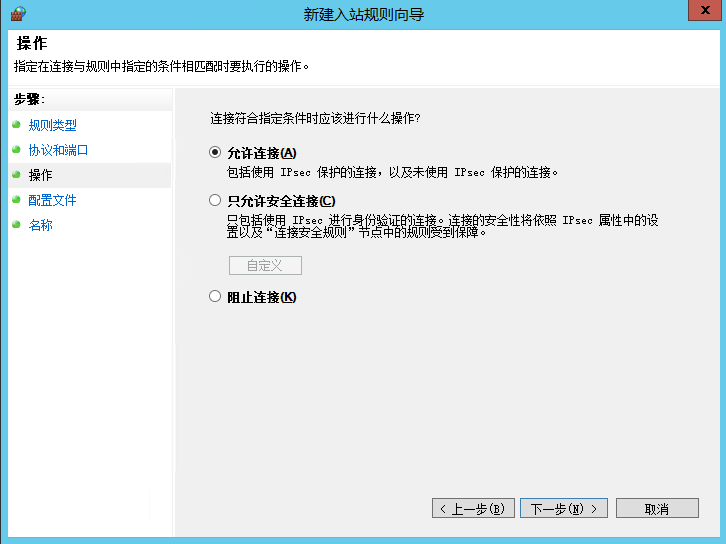 新建入站规则向导
x
操作
指定在连接与规则中指定的条件相匹配时要执行的操作。
步骤:
规则类型
协议和端口
操作
配置文件
名称
连接符合指定条件时应该进行什么操作?
允许连接(A)
包括使用 IPsec 保护的连接，以及未使用 IPsec 保护的连接。
只允许安全连接(C)
只包括使用 IPsec 进行身份验证的连接。连接的安全性将依照 IPsec 属性中的设
置以及“连接安全规则”节点中的规则受到保障。
自定义
阻止连接(K)
< 上一步(B)
下一步(N) >
取消